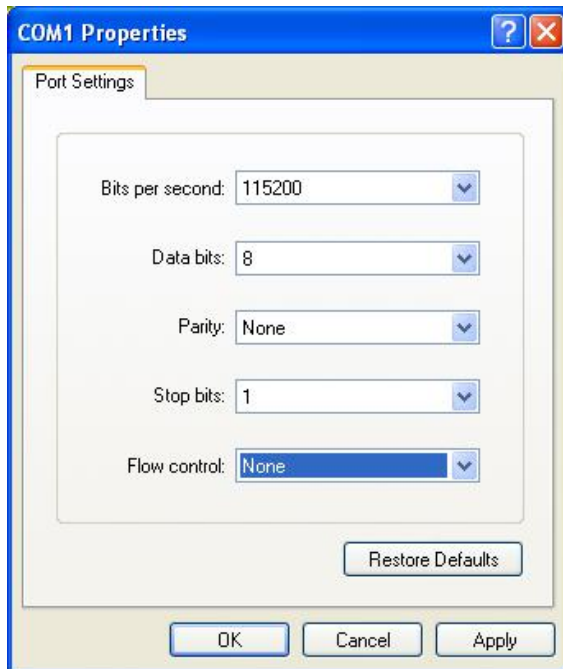 COM1 Properties
Port Settings
Bits per second: 115200
Data bits: 8
Parity: None
Stop bits: 1
Flow control: None
Restore Defaults
OK Cancel Apply